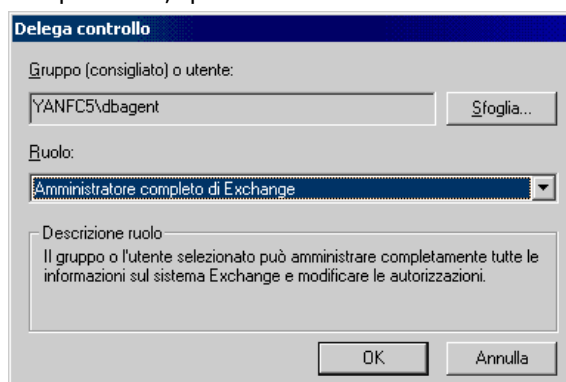 Delega controllo
Gruppo (consigliato) o utente:
YANFC5\dbagent
Sfoglia...
Ruolo:
Amministratore completo di Exchange
Descrizione ruolo
Il gruppo o l'utente selezionato può amministrare completamente tutte le
informazioni sul sistema Exchange e modificare le autorizzazioni.
OK
Annulla